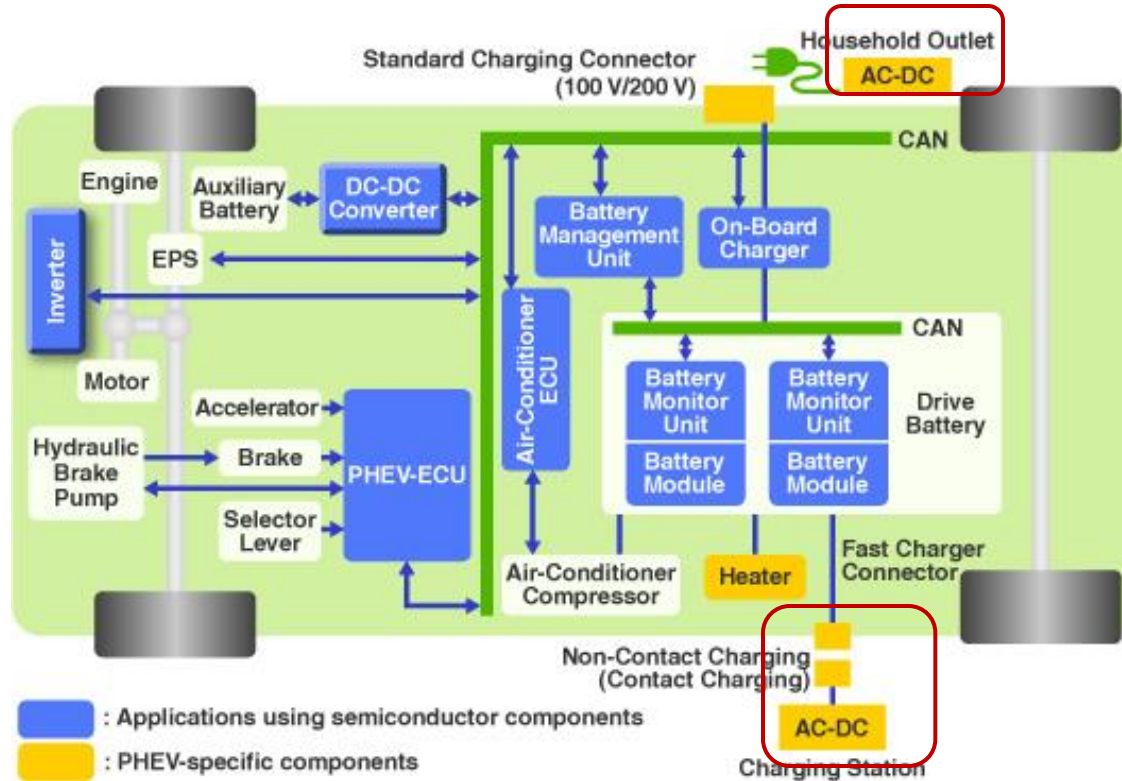 Household Outlet
AC-DC
Standard Charging Connector
(100 V/200 V)
CAN
Engine
Auxiliary
Battery
DC-DC
Converter
Battery
Management
Unit
On-Board
Charger
Inverter
EPS
Air-Conditioner
ECU
CAN
Motor
Battery
Monitor
Unit
Battery
Module
Battery
Monitor
Unit
Battery
Module
Drive
Battery
Accelerator
Hydraulic
Brake
Pump
Brake
PHEV-ECU
Selector
Lever
Air-Conditioner
Compressor
Heater
Fast Charger
Connector
Non-Contact Charging
(Contact Charging)
AC-DC
Charging Station
: Applications using semiconductor components
: PHEV-specific components